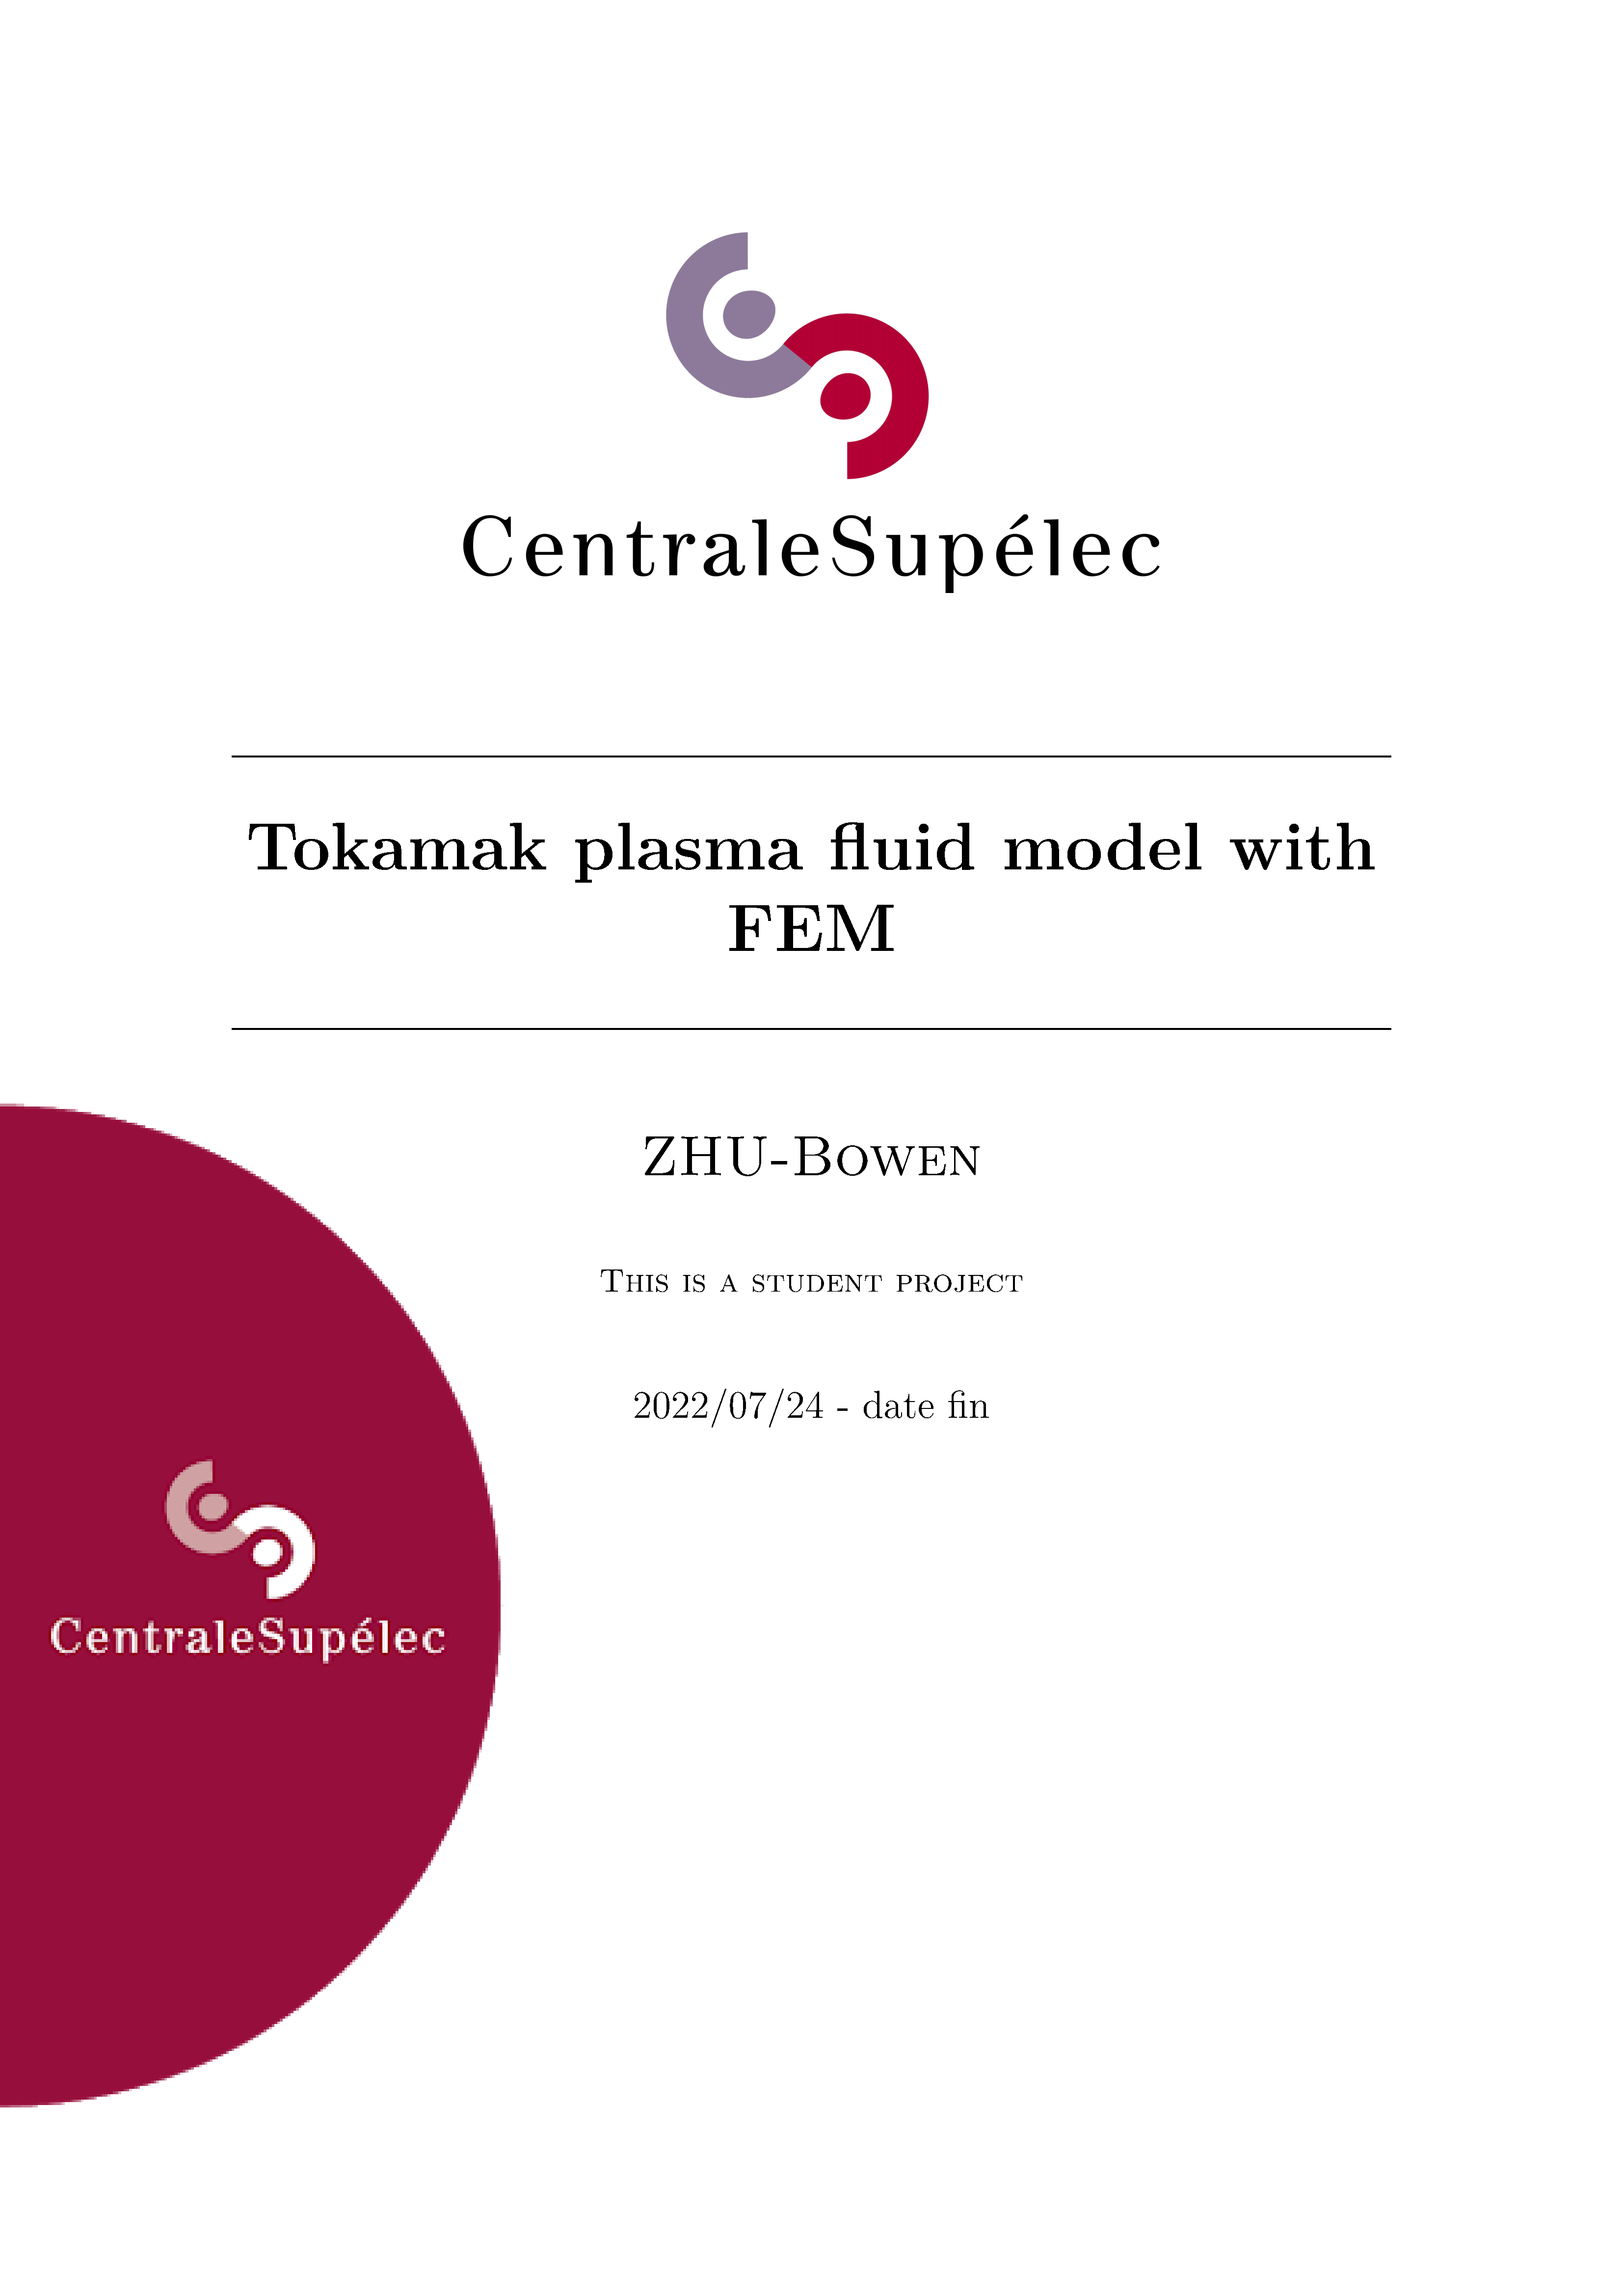 CentraleSupélec
Tokamak plasma fluid model with
FEM
ZHU-Bowen
This is a student project
2022/07/24 - date fin
CentraleSupélec